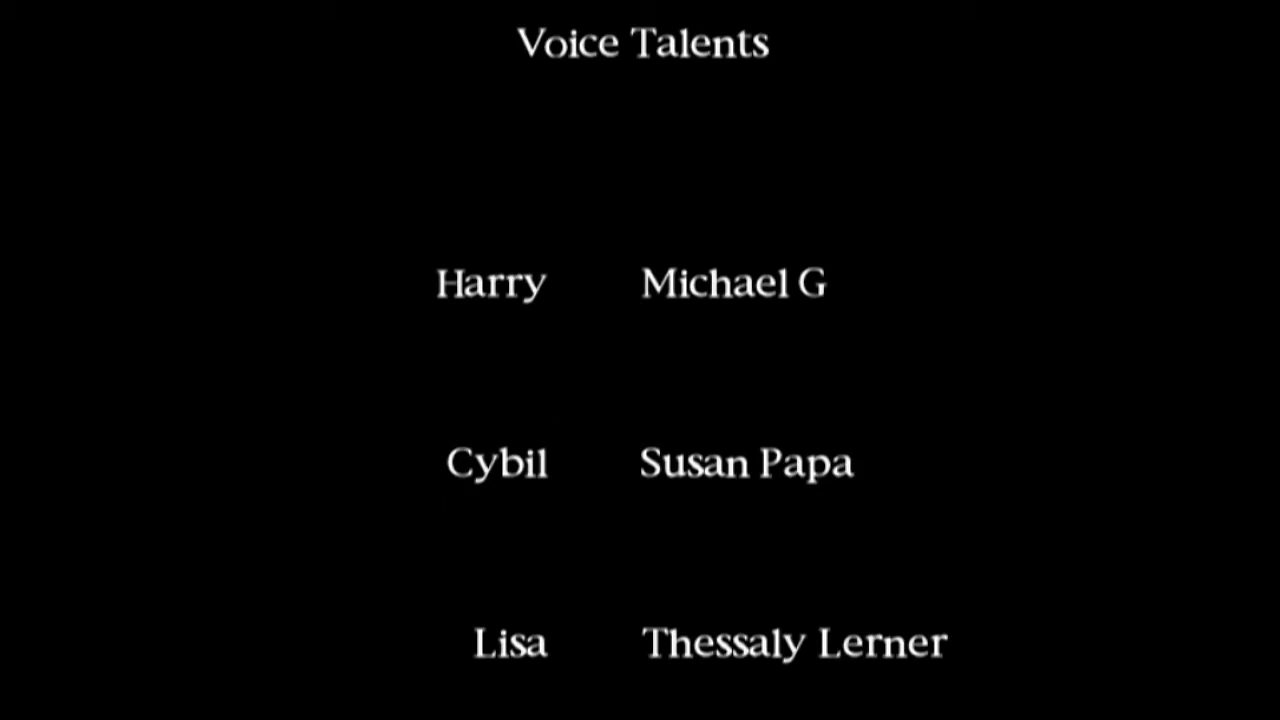 Voice Talents
Harry Michael G
Cybil Susan Papa
Lisa Thessaly Lerner